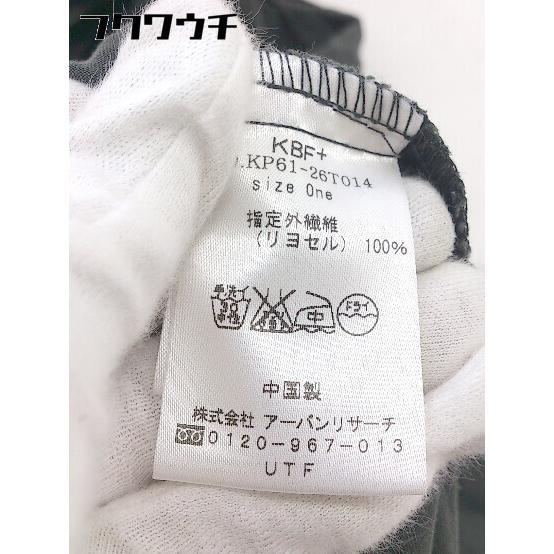 フクワウチ
KBF+
.KP61-26T014
size One
指定外繊維
(リヨセル) 100%
手洗イ
30
中性
中
ドライ
中国製
株式会社 アーバンリサーチ
0120-967-013
UTF